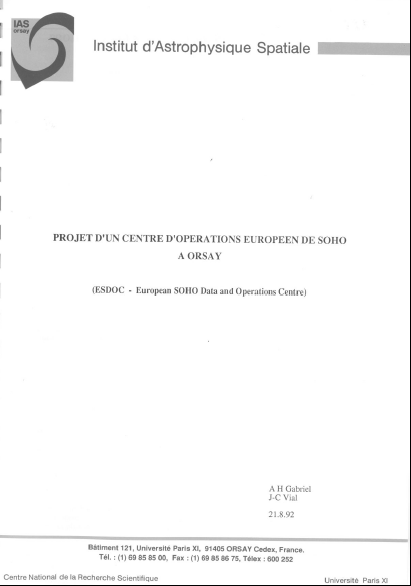 IAS
orsay
Institut d'Astrophysique Spatiale
PROJET D'UN CENTRE D'OPERATIONS EUROPEEN DE SOHO
A ORSAY
(ESDOC - European SOHO Data and Operations Centre)
A H Gabriel
J-C Vial
21.8.92
Bâtiment 121, Université Paris XI, 91405 ORSAY Cedex, France.
Tél. : (1) 69 85 85 00, Fax : (1) 69 85 86 75, Télex : 600 252
Centre National de la Recherche Scientifique
Université Paris XI